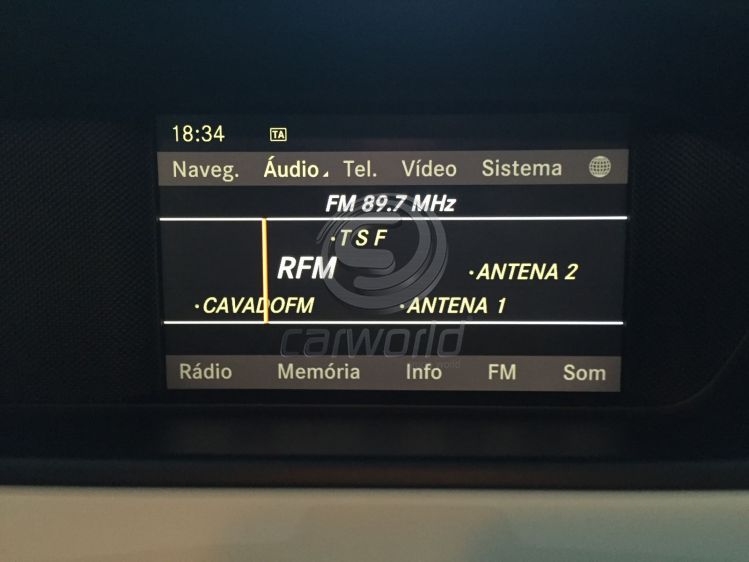 18:34 TA
Naveg. Áudio Tel. Vídeo Sistema
FM 89.7 MHz
·T S F
RFM
·ANTENA 2
·CAVADOFM ·ANTENA 1
carworld
Rádio Memória Info FM Som